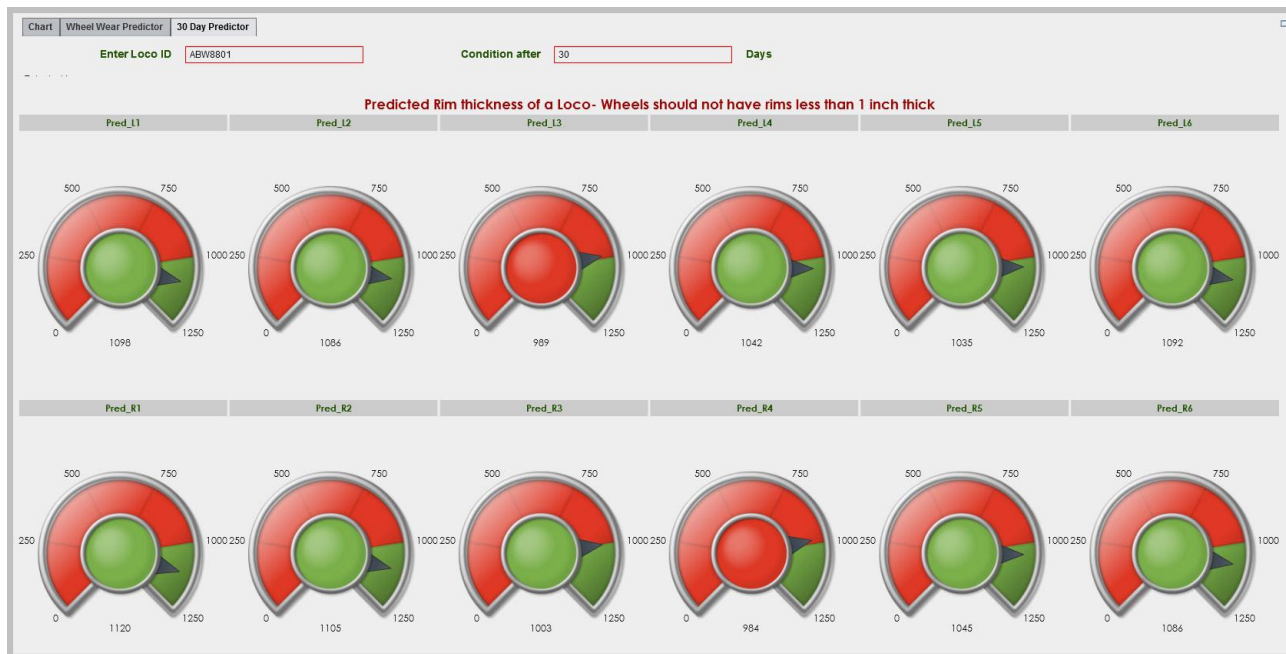 Chart Wheel Wear Predictor 30 Day Predictor
Enter Loco ID ABW8801 Condition after 30 Days
Predicted Rim thickness of a Loco- Wheels should not have rims less than 1 inch thick
Pred_L1 Pred_L2 Pred_L3 Pred_L4 Pred_L5 Pred_L6
500 750 500 750 500 750 500 750 500 750 500 750
250 1000 250 1000 250 1000 250 1000 250 1000 250 1000
0 1250 0 1250 0 1250 0 1250 0 1250 0 1250
1098 1086 989 1042 1035 1092
Pred_R1 Pred_R2 Pred_R3 Pred_R4 Pred_R5 Pred_R6
500 750 500 750 500 750 500 750 500 750 500 750
250 1000 250 1000 250 1000 250 1000 250 1000 250 1000
0 1250 0 1250 0 1250 0 1250 0 1250 0 1250
1120 1105 1003 984 1045 1086